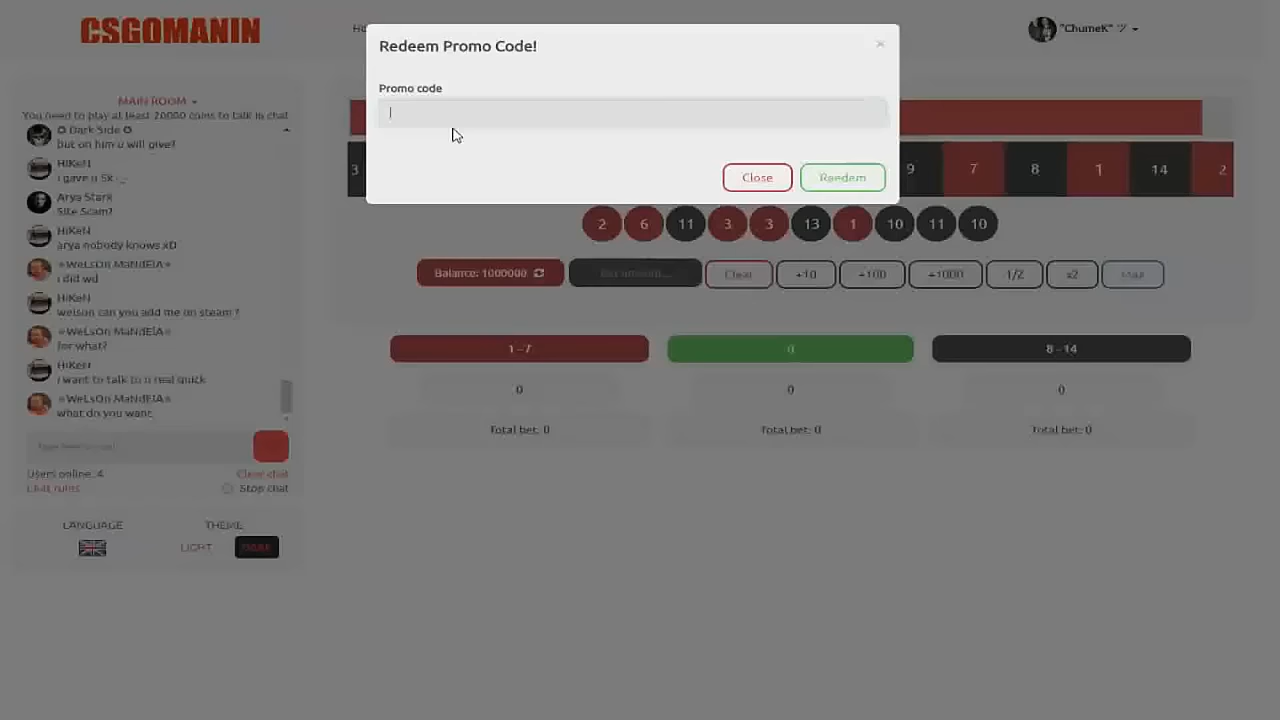 CSGOMANIN
Ho
"ChumeK" ツ
Redeem Promo Code!
×
Promo code
Close
Raedem
MAIN ROOM
You need to play at least 20000 coins to talk in chat
✪ Dark Side ✪
but on him u will give?
HiKeN
i gave u 5k -_-
Arya Stark
Site Scam?
HiKeN
arya nobody knows xD
☠WeLsOn MaNdElA☠
i did wd
HiKeN
welson can you add me on steam ?
WeLsOn MaNdElA
for what?
HiKeN
i want to talk to u real quick
WeLsOn MaNdElA
what do you want
Users online: 4
Clear chat
Chat rules
Stop chat
LANGUAGE
THEME
LIGHT
DARK
3
9
7
8
1
14
2
2
6
11
3
3
13
1
10
11
10
Balance: 1000000
Bet amount...
Clear
+10
+100
+1000
1/2
x2
Max
1 - 7
0
8 - 14
0
0
0
Total bet: 0
Total bet: 0
Total bet: 0